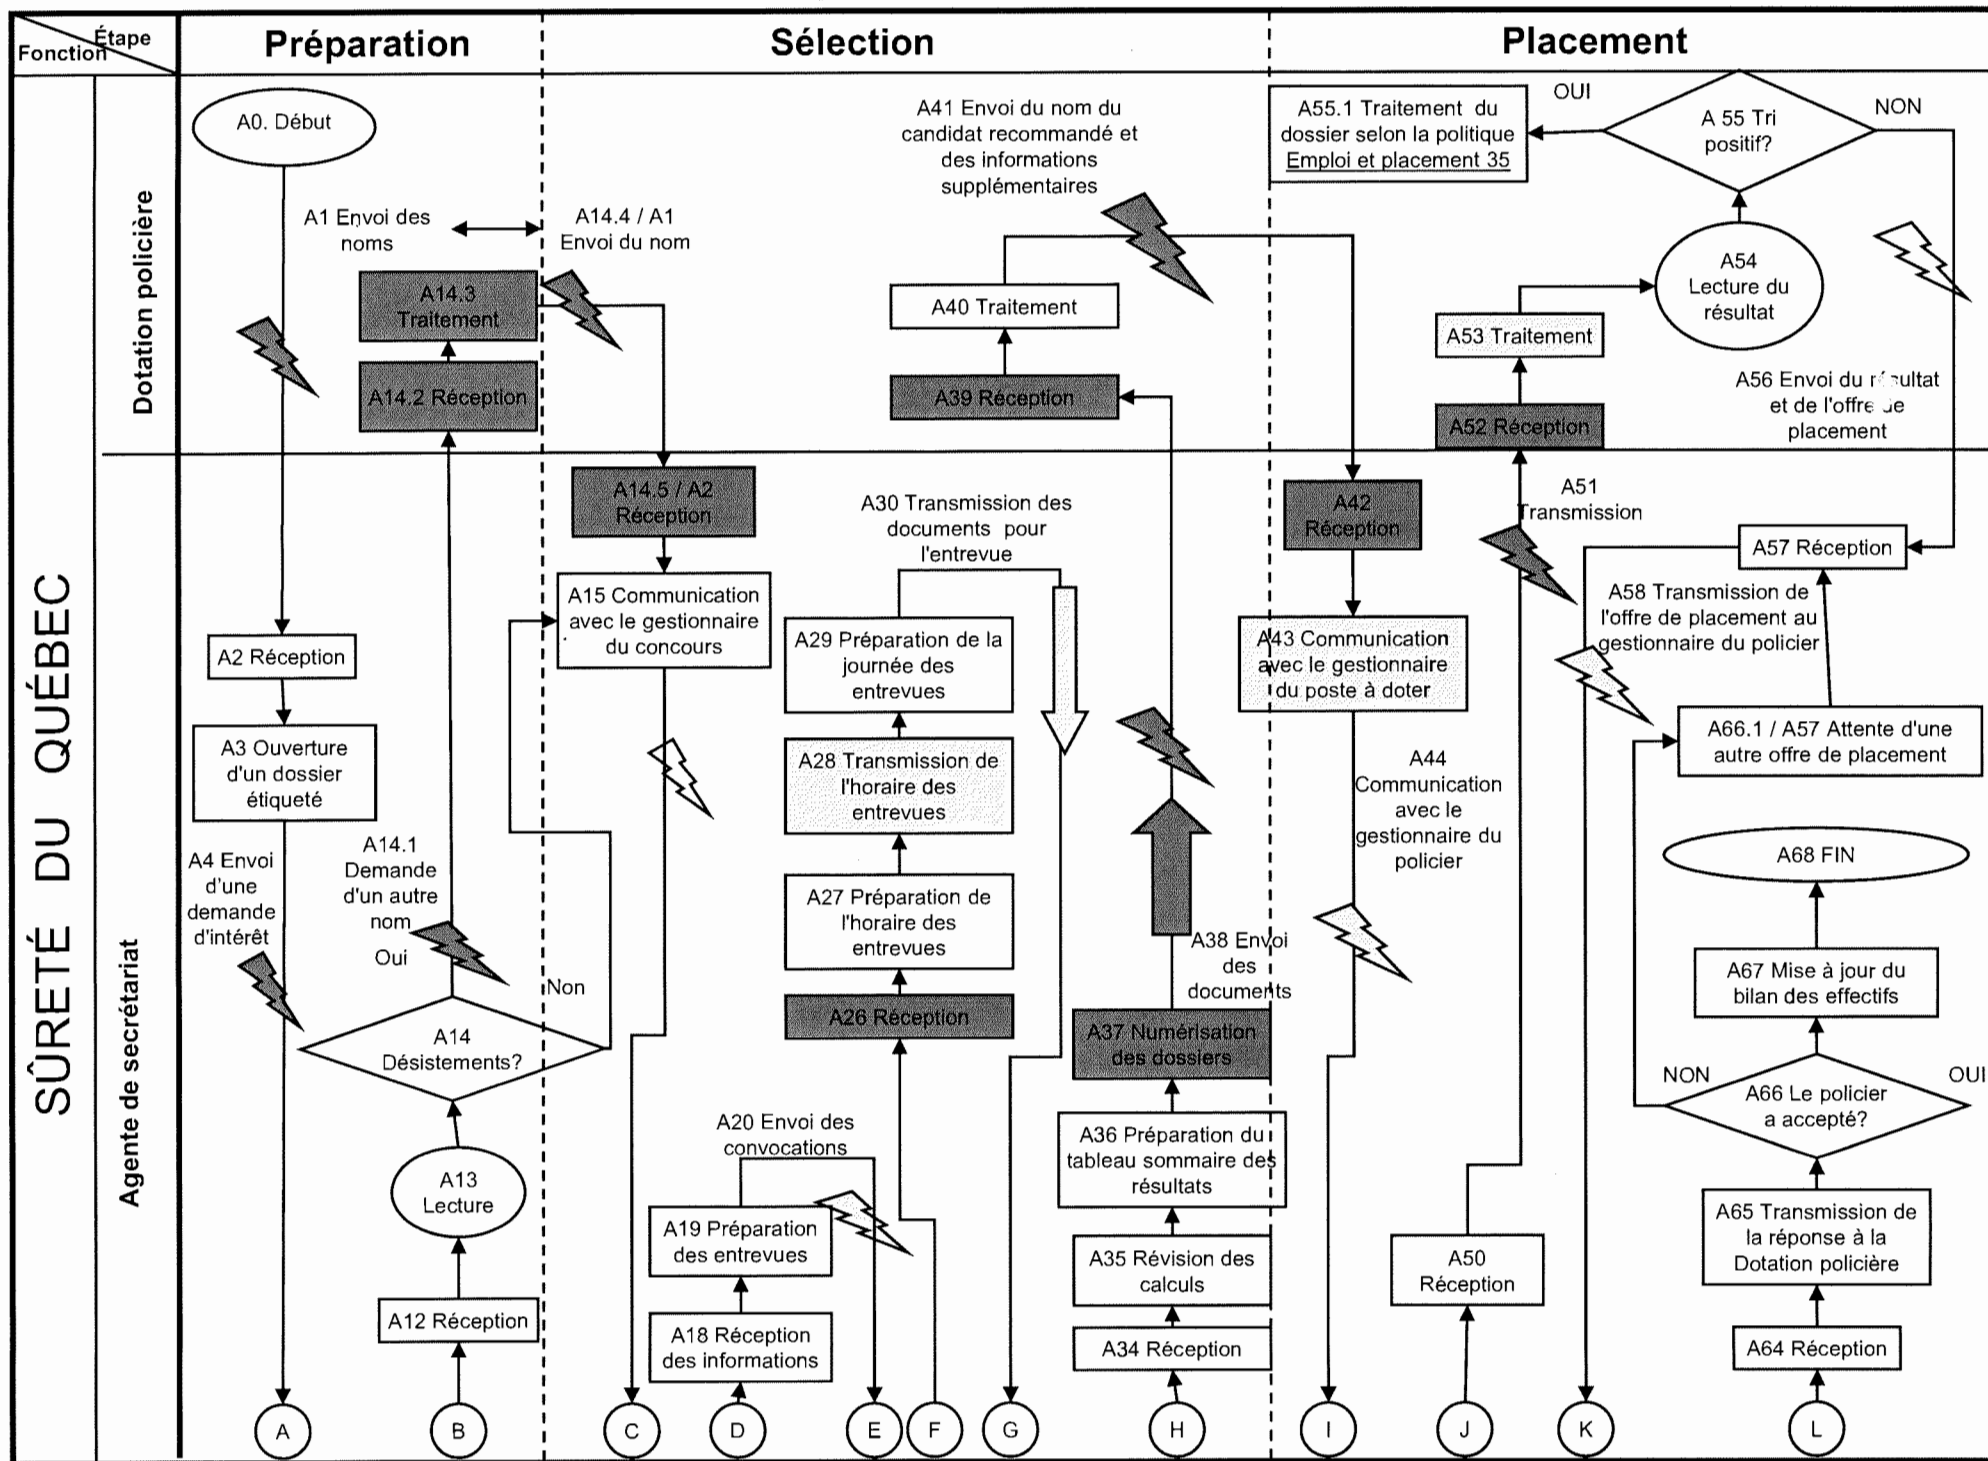 Étape
Fonction
Préparation
Sélection
Placement
SÛRETÉ DU QUÉBEC
Dotation policière
Agente de secrétariat
A0. Début
A1 Envoi des
noms
A14.4 / A1
Envoi du nom
A14.3
Traitement
A14.2 Réception
A2 Réception
A3 Ouverture
d'un dossier
étiqueté
A4 Envoi
d'une
demande
d'intérêt
A14.1
Demande
d'un autre
nom
Oui
Non
A14
Désistements?
A13
Lecture
A12 Réception
A
B
A41 Envoi du nom du
candidat recommandé et
des informations
supplémentaires
A40 Traitement
A39 Réception
A14.5 / A2
Réception
A15 Communication
avec le gestionnaire
du concours
A30 Transmission des
documents pour
l'entrevue
A29 Préparation de la
journée des
entrevues
A28 Transmission de
l'horaire des
entrevues
A27 Préparation de
l'horaire des
entrevues
A26 Réception
A20 Envoi des
convocations
A19 Préparation
des entrevues
A18 Réception
des informations
A38 Envoi
des
documents
A37 Numérisation
des dossiers
A36 Préparation du
tableau sommaire des
résultats
A35 Révision des
calculs
A34 Réception
C
D
E
F
G
H
A55.1 Traitement du
dossier selon la politique
Emploi et placement 35
OUI
A 55 Tri
positif?
NON
A54
Lecture du
résultat
A53 Traitement
A52 Réception
A56 Envoi du résultat
et de l'offre de
placement
A42
Réception
A51
Transmission
A57 Réception
A43 Communication
avec le gestionnaire
du poste à doter
A58 Transmission de
l'offre de placement au
gestionnaire du policier
A66.1 / A57 Attente d'une
autre offre de placement
A44
Communication
avec le
gestionnaire du
policier
A68 FIN
A67 Mise à jour du
bilan des effectifs
NON
OUI
A66 Le policier
a accepté?
A65 Transmission de
la réponse à la
Dotation policière
A50
Réception
A64 Réception
I
J
K
L